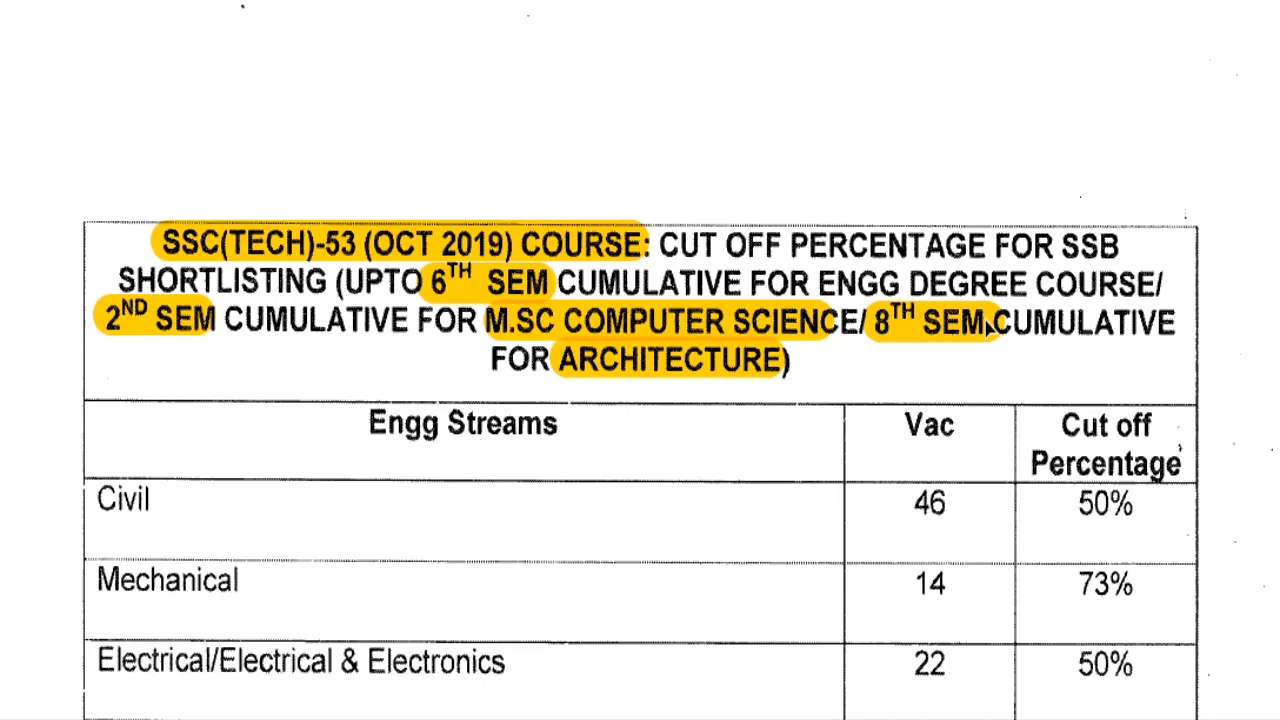 SSC(TECH)-53 (OCT 2019) COURSE: CUT OFF PERCENTAGE FOR SSB
SHORTLISTING (UPTO 6TH SEM CUMULATIVE FOR ENGG DEGREE COURSE/
2ND SEM CUMULATIVE FOR M.SC COMPUTER SCIENCE/ 8TH SEM CUMULATIVE
FOR ARCHITECTURE)
Engg Streams Vac Cut off Percentage
Civil 46 50%
Mechanical 14 73%
Electrical/Electrical & Electronics 22 50%